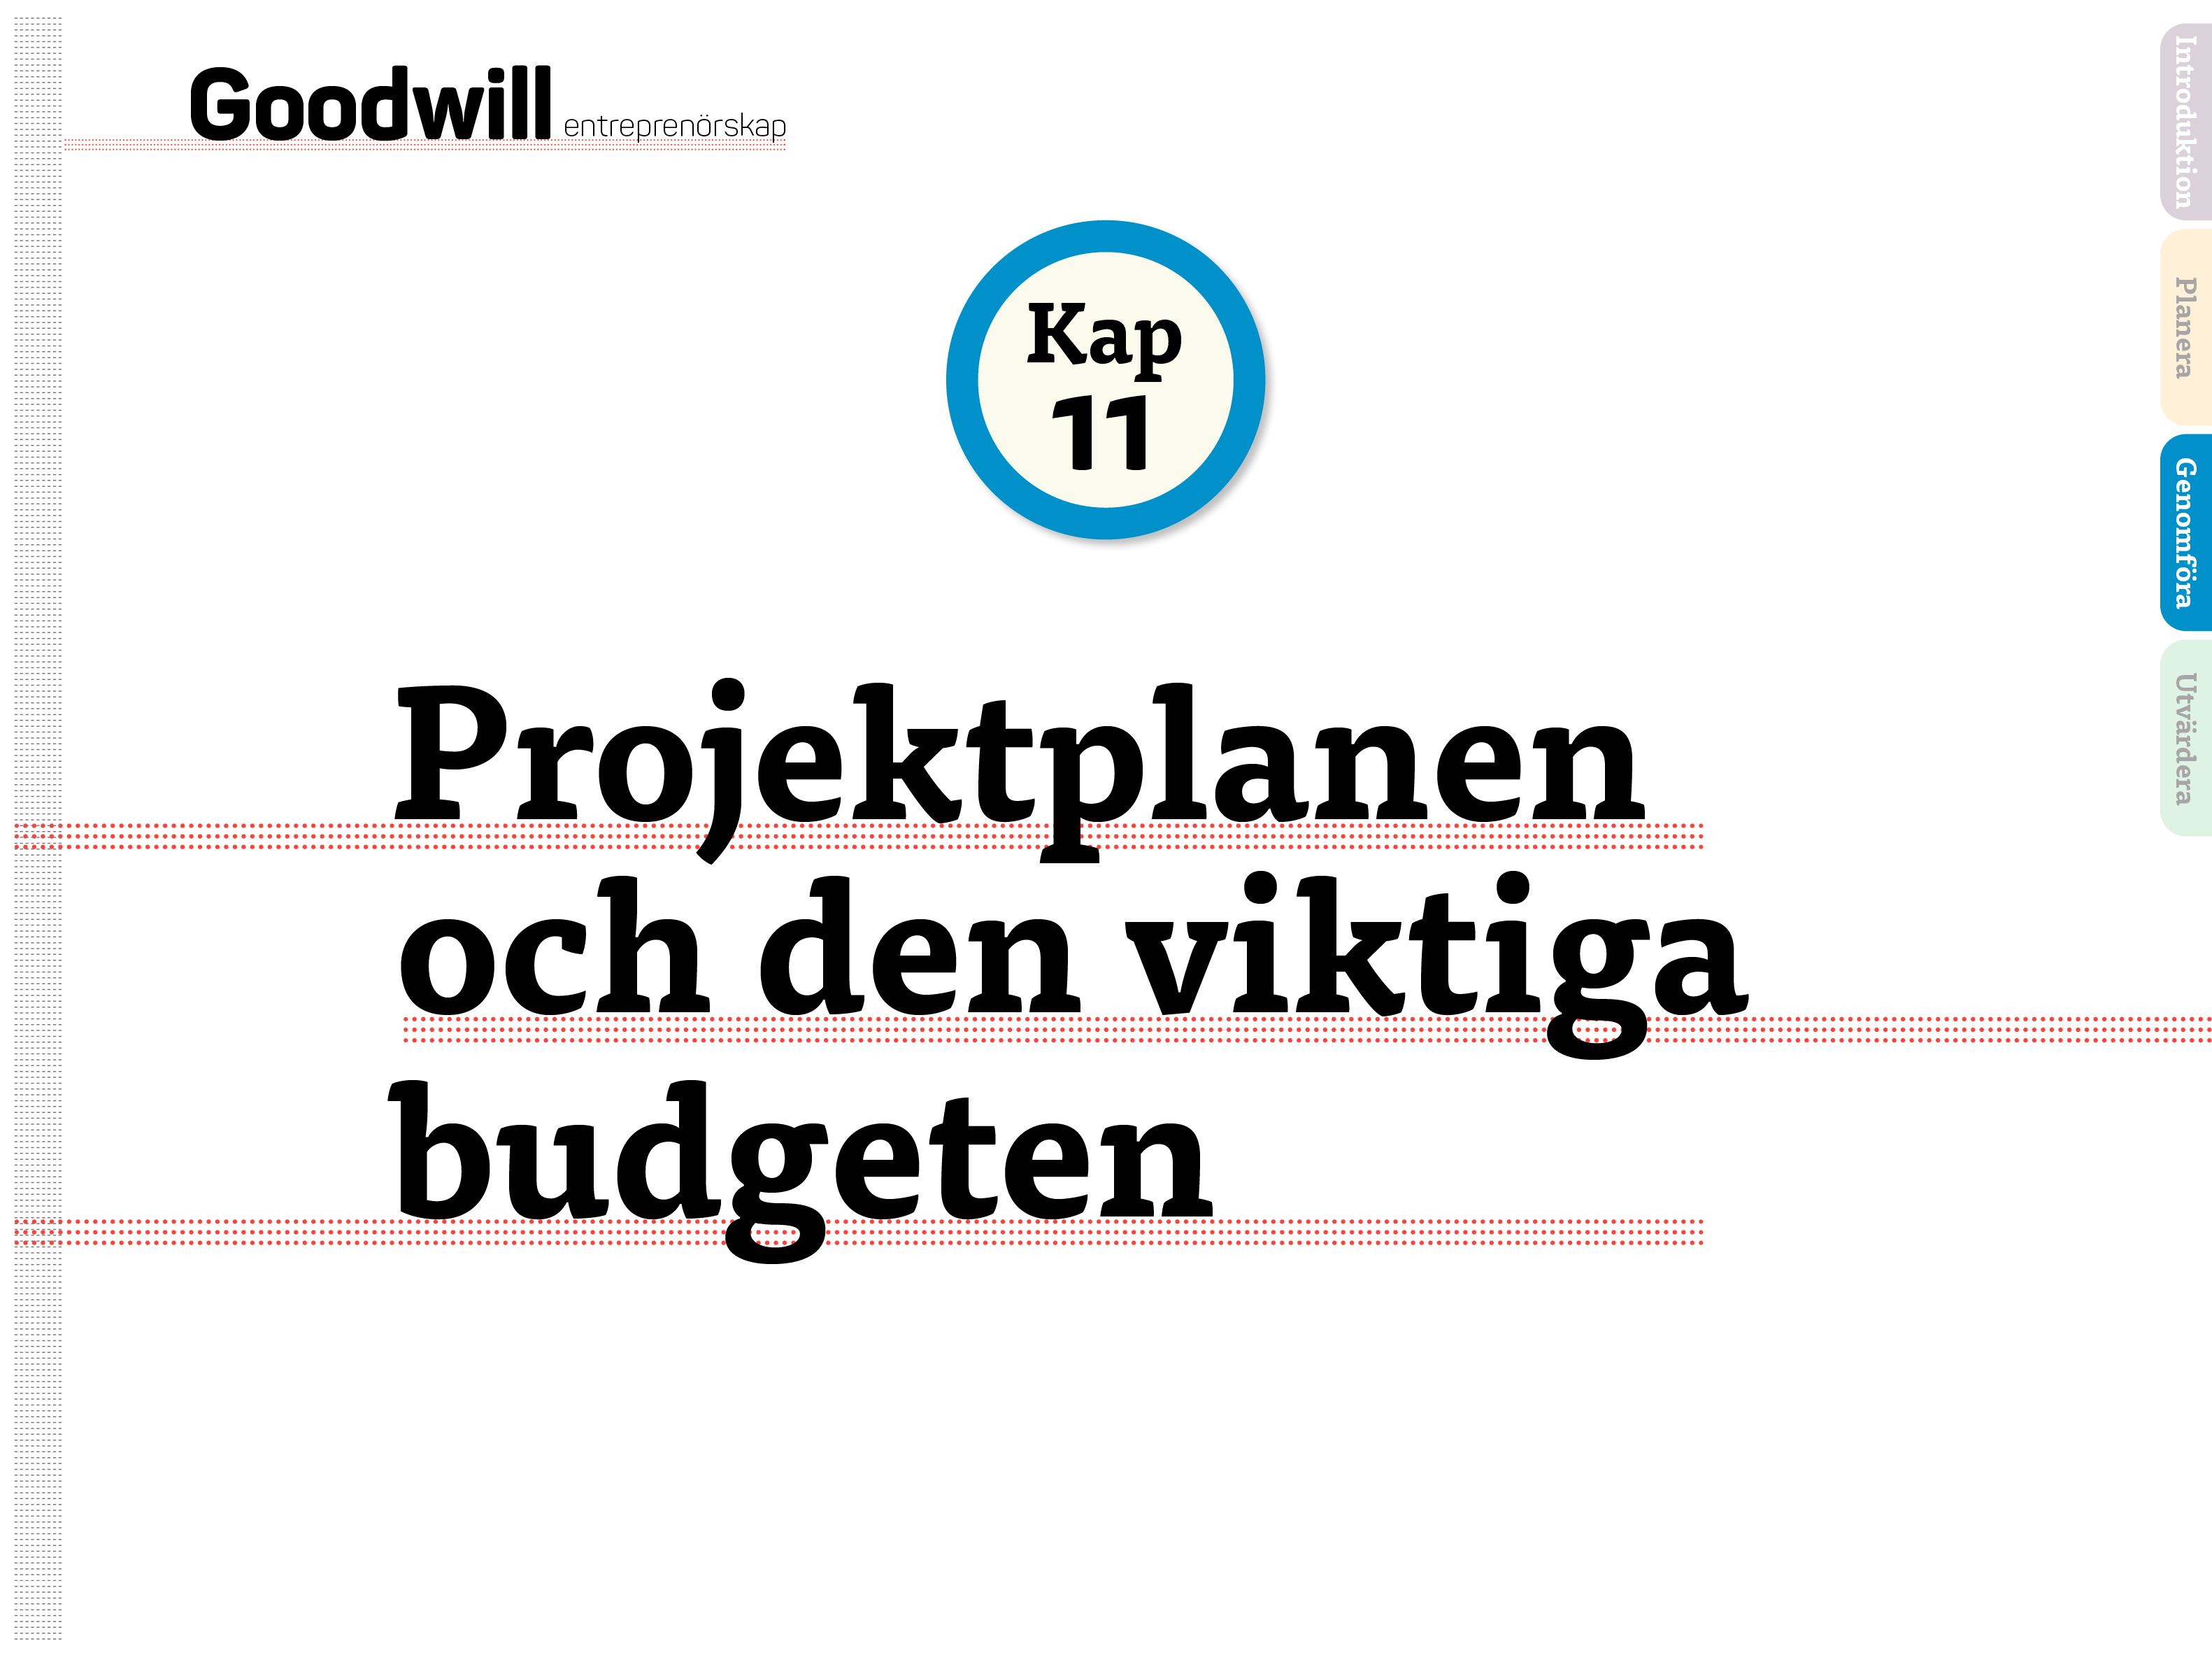 Goodwill entreprenörskap
Kap
11
Projektplanen
och den viktiga
budgeten
Introduktion
Planera
Genomföra
Utvärdera